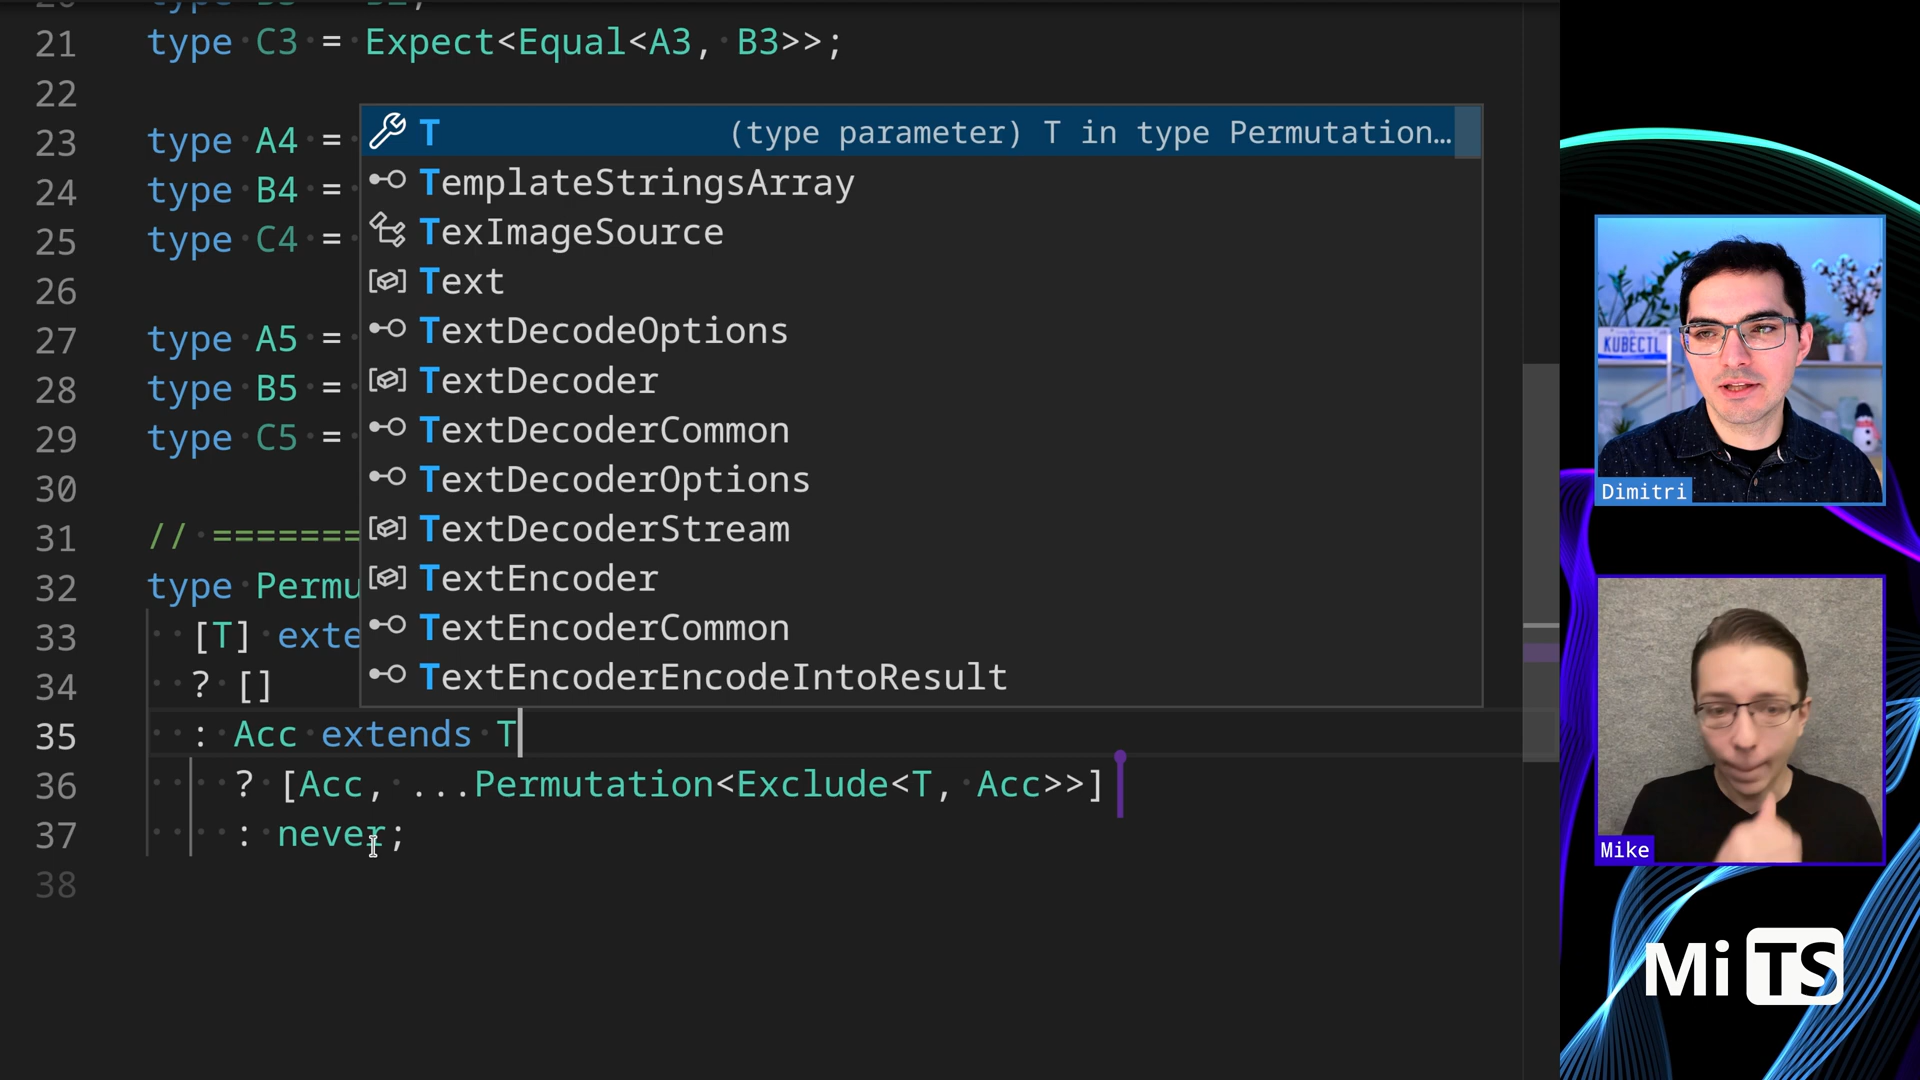 21 type C3 = Expect<Equal<A3, B3>>;
22
23 type A4 =
24 type B4 =
25 type C4 =
26
27 type A5 =
28 type B5 =
29 type C5 =
30
31 // =======
32 type Permu
33 [T] exte
34 ? []
35 : Acc extends T
36 ? [Acc, ...Permutation<Exclude<T, Acc>>]
37 : never;
38
T (type parameter) T in type Permutation…
TemplateStringsArray
TexImageSource
Text
TextDecodeOptions
TextDecoder
TextDecoderCommon
TextDecoderOptions
TextDecoderStream
TextEncoder
TextEncoderCommon
TextEncoderEncodeIntoResult
KUBECTL
Dimitri
Mike
MiTS